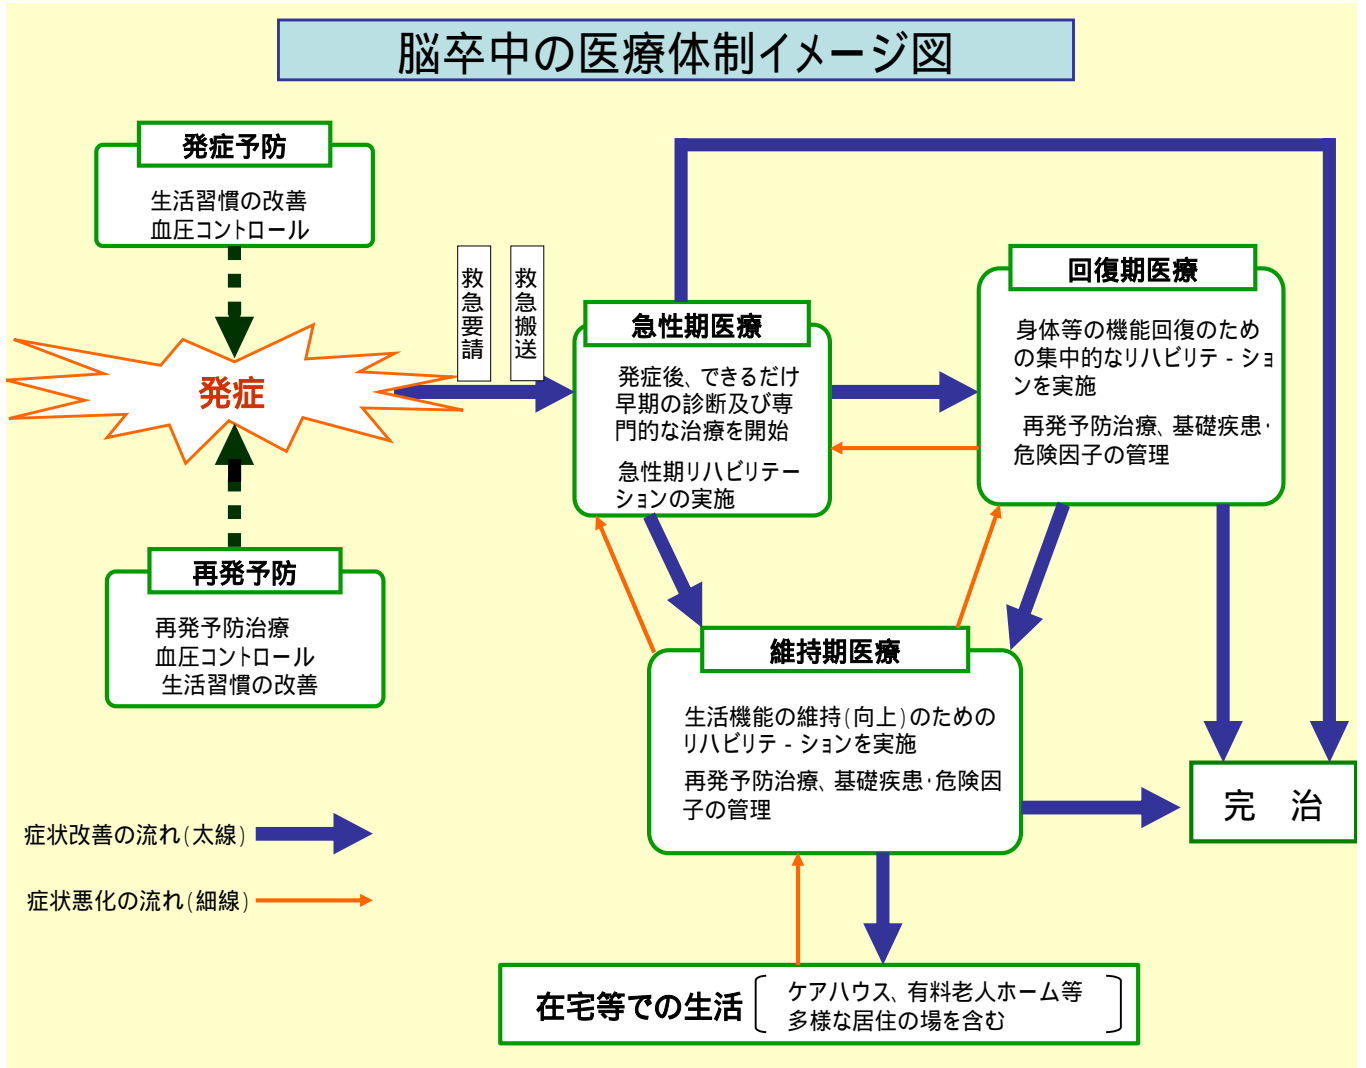 脳卒中の医療体制イメージ図
発症予防
生活習慣の改善
血圧コントロール
発症
再発予防
再発予防治療
血圧コントロール
生活習慣の改善
救急要請
救急搬送
急性期医療
発症後、できるだけ
早期の診断及び専
門的な治療を開始
急性期リハビリテー
ションの実施
回復期医療
身体等の機能回復のため
の集中的なリハビリテ-ショ
ンを実施
再発予防治療、基礎疾患・
危険因子の管理
維持期医療
生活機能の維持(向上)のための
リハビリテ-ションを実施
再発予防治療、基礎疾患・危険因
子の管理
完　治
症状改善の流れ(太線)
症状悪化の流れ(細線)
在宅等での生活
ケアハウス、有料老人ホーム等
多様な居住の場を含む